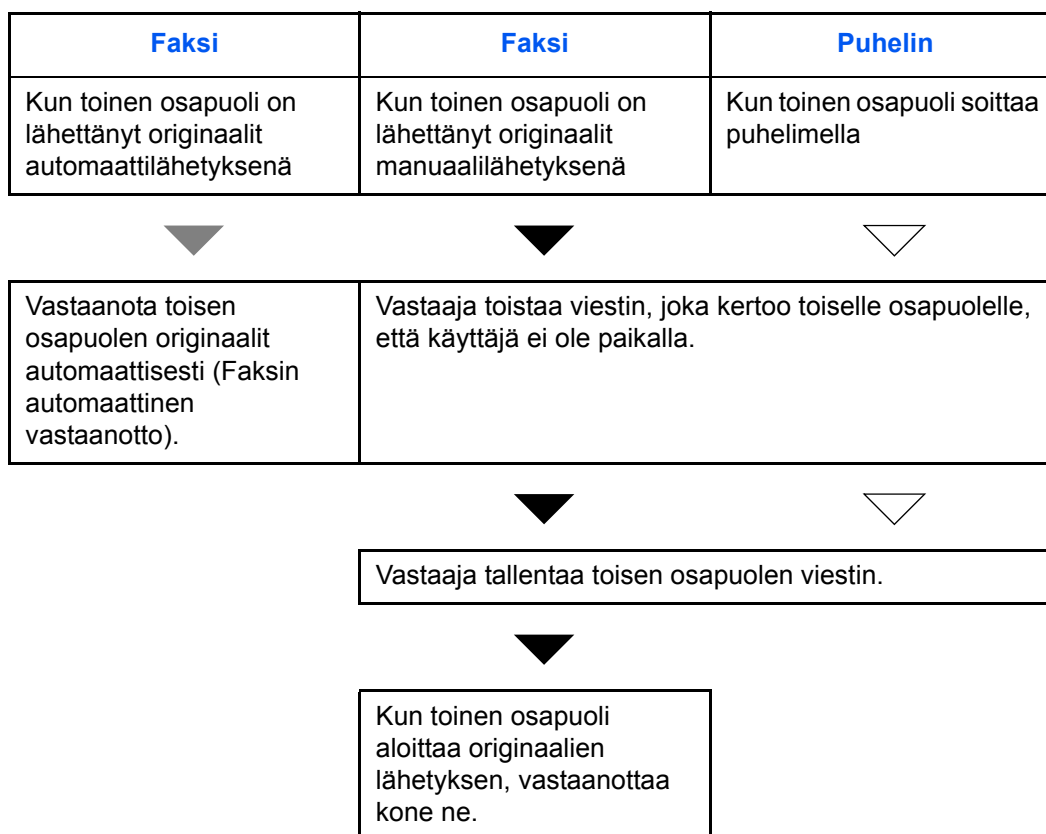 Faksi
Faksi
Puhelin
Kun toinen osapuoli on
lähettänyt originaalit
automaattilähetyksenä
Kun toinen osapuoli on
lähettänyt originaalit
manuaalilähetyksenä
Kun toinen osapuoli soittaa
puhelimella
Vastaanota toisen
osapuolen originaalit
automaattisesti (Faksin
automaattinen
vastaanotto).
Vastaaja toistaa viestin, joka kertoo toiselle osapuolelle,
että käyttäjä ei ole paikalla.
Vastaaja tallentaa toisen osapuolen viestin.
Kun toinen osapuoli
aloittaa originaalien
lähetyksen, vastaanottaa
kone ne.